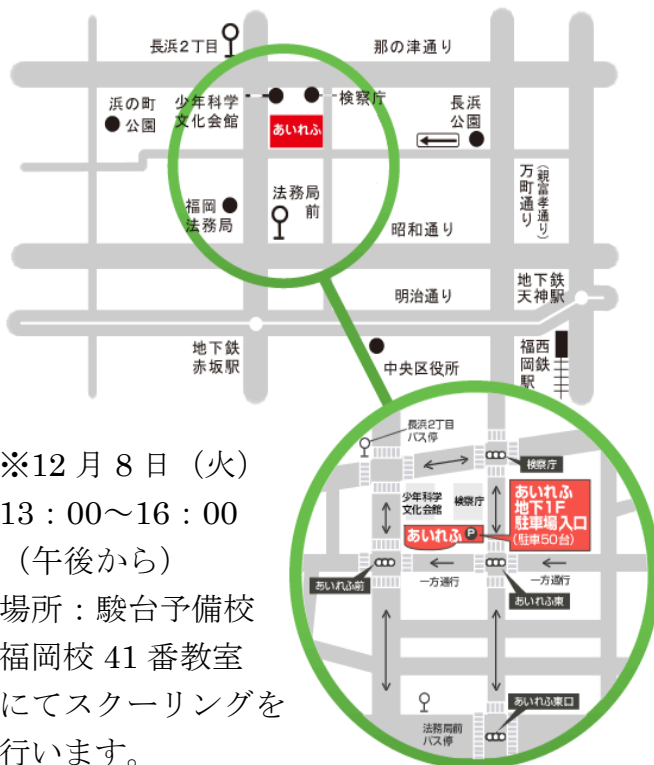 長浜2丁目
那の津通り
浜の町
公園
少年科学
文化会館
検察庁
長浜
公園
あいれふ
万町通り
(親富孝通り)
福岡
法務局
法務局
前
昭和通り
明治通り
地下鉄
天神駅
地下鉄
赤坂駅
中央区役所
西鉄
福岡駅
長浜2丁目
バス停
検察庁
少年科学
文化会館
検察庁
あいれふ
地下1F
駐車場入口
(駐車50台)
あいれふ P
あいれふ前
一方通行
一方通行
あいれふ東
あいれふ東口
法務局前
バス停
※12月8日(火)
13:00~16:00
(午後から)
場所:駿台予備校
福岡校 41 番教室
にてスクーリングを
行います。